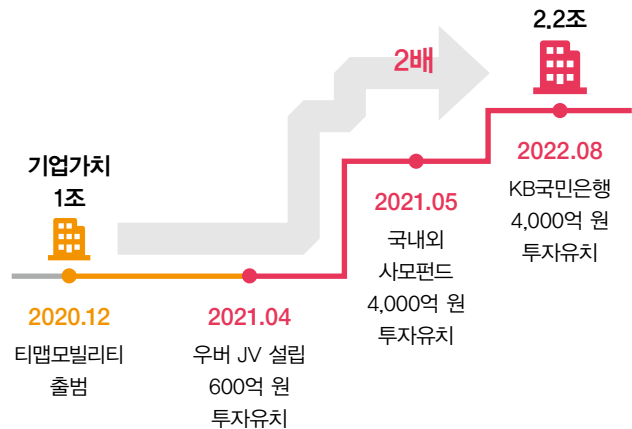 기업가치
1조
2배
2.2조
2020.12
티맵모빌리티
출범
2021.04
우버 JV 설립
600억 원
투자유치
2021.05
국내외
사모펀드
4,000억 원
투자유치
2022.08
KB국민은행
4,000억 원
투자유치